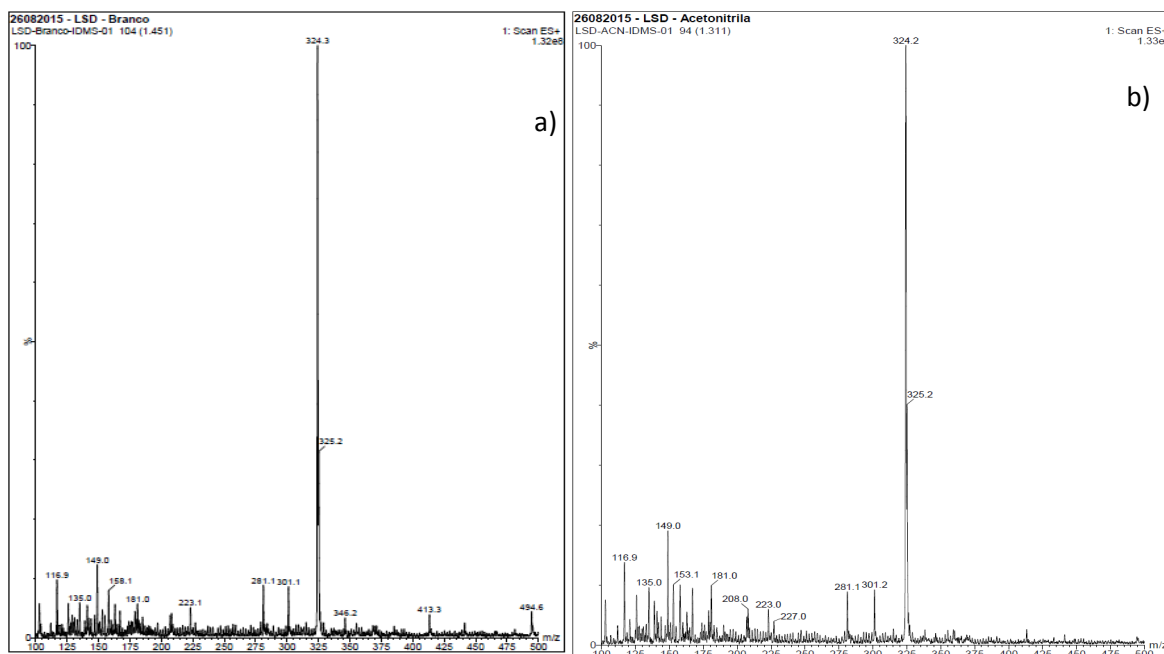 26082015 - LSD - Branco
LSD-Branco-IDMS-01 104 (1.451)
1: Scan ES+
1.32e8
324.3
100
a)
%
325.2
149.0
116.9
158.1
135.0
181.0
223.1
281.1
301.1
346.2
413.3
494.6
0
m/z
100 125 150 175 200 225 250 275 300 325 350 375 400 425 450 475 500
26082015 - LSD - Acetonitrila
LSD-ACN-IDMS-01 94 (1.311)
1: Scan ES+
1.33e
324.2
100
b)
%
325.2
149.0
116.9
135.0
153.1
181.0
208.0
223.0
227.0
281.1
301.2
0
m/z
100 125 150 175 200 225 250 275 300 325 350 375 400 425 450 475 500